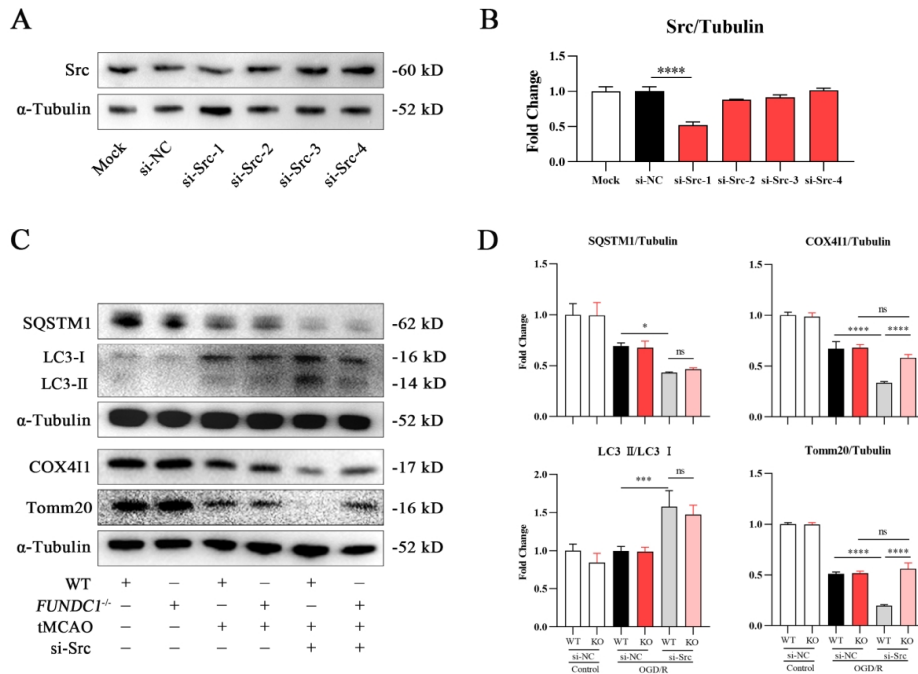 A
Src
-60 kD
α-Tubulin
-52 kD
Mock
si-NC
si-Src-1
si-Src-2
si-Src-3
si-Src-4
B
Src/Tubulin
Fold Change
1.5
1.0
0.5
0.0
****
Mock
si-NC
si-Src-1
si-Src-2
si-Src-3
si-Src-4
C
SQSTM1
-62 kD
LC3-I
-16 kD
LC3-II
-14 kD
α-Tubulin
-52 kD
COX4I1
-17 kD
Tomm20
-16 kD
α-Tubulin
-52 kD
WT + − + − + −
FUNDC1-/- − + − + − +
tMCAO − − + + + +
si-Src − − − − + +
D
SQSTM1/Tubulin
Fold Change
1.5
1.0
0.5
0.0
*
ns
COX4I1/Tubulin
1.5
1.0
0.5
0.0
ns
**** ****
LC3 Ⅱ/LC3 Ⅰ
Fold Change
2.0
1.5
1.0
0.5
0.0
***
ns
WT KO WT KO WT KO
si-NC si-NC si-Src
Control OGD/R
Tomm20/Tubulin
1.5
1.0
0.5
0.0
ns
**** ****
WT KO WT KO WT KO
si-NC si-NC si-Src
Control OGD/R